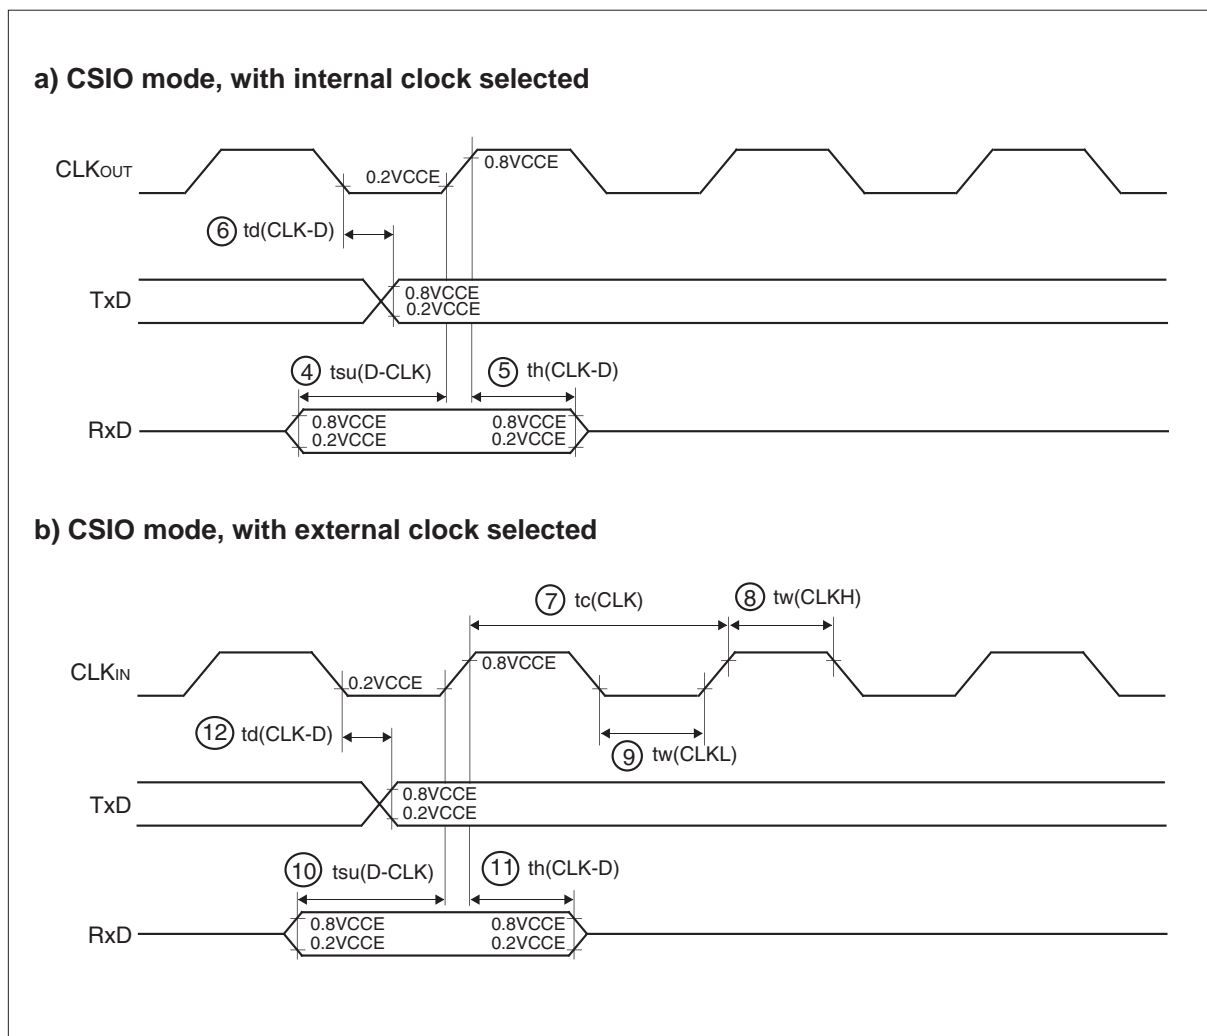 a) CSIO mode, with internal clock selected
CLKOUT
0.2VCCE
0.8VCCE
6 td(CLK-D)
TxD
0.8VCCE
0.2VCCE
4 tsu(D-CLK)
5 th(CLK-D)
RxD
0.8VCCE
0.2VCCE
0.8VCCE
0.2VCCE
b) CSIO mode, with external clock selected
7 tc(CLK)
8 tw(CLKH)
CLKIN
0.2VCCE
0.8VCCE
12 td(CLK-D)
9 tw(CLKL)
TxD
0.8VCCE
0.2VCCE
10 tsu(D-CLK)
11 th(CLK-D)
RxD
0.8VCCE
0.2VCCE
0.8VCCE
0.2VCCE